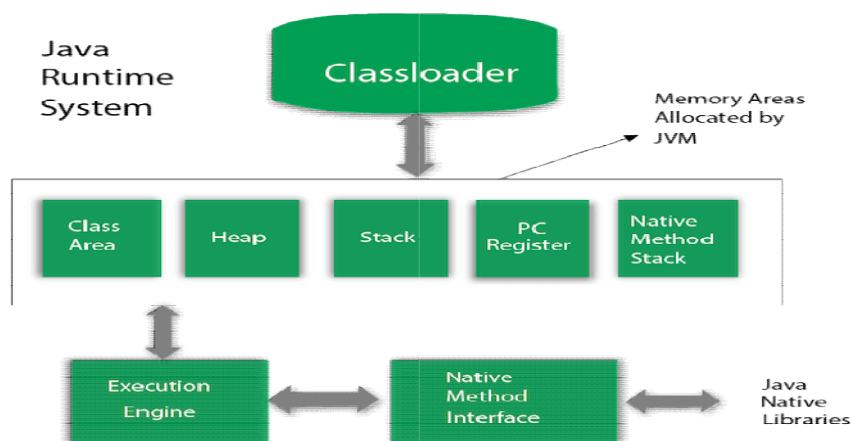 Java
Runtime
System
Classloader
Memory Areas
Allocated by
JVM
Class
Area
Heap
Stack
PC
Register
Native
Method
Stack
Execution
Engine
Native
Method
Interface
Java
Native
Libraries